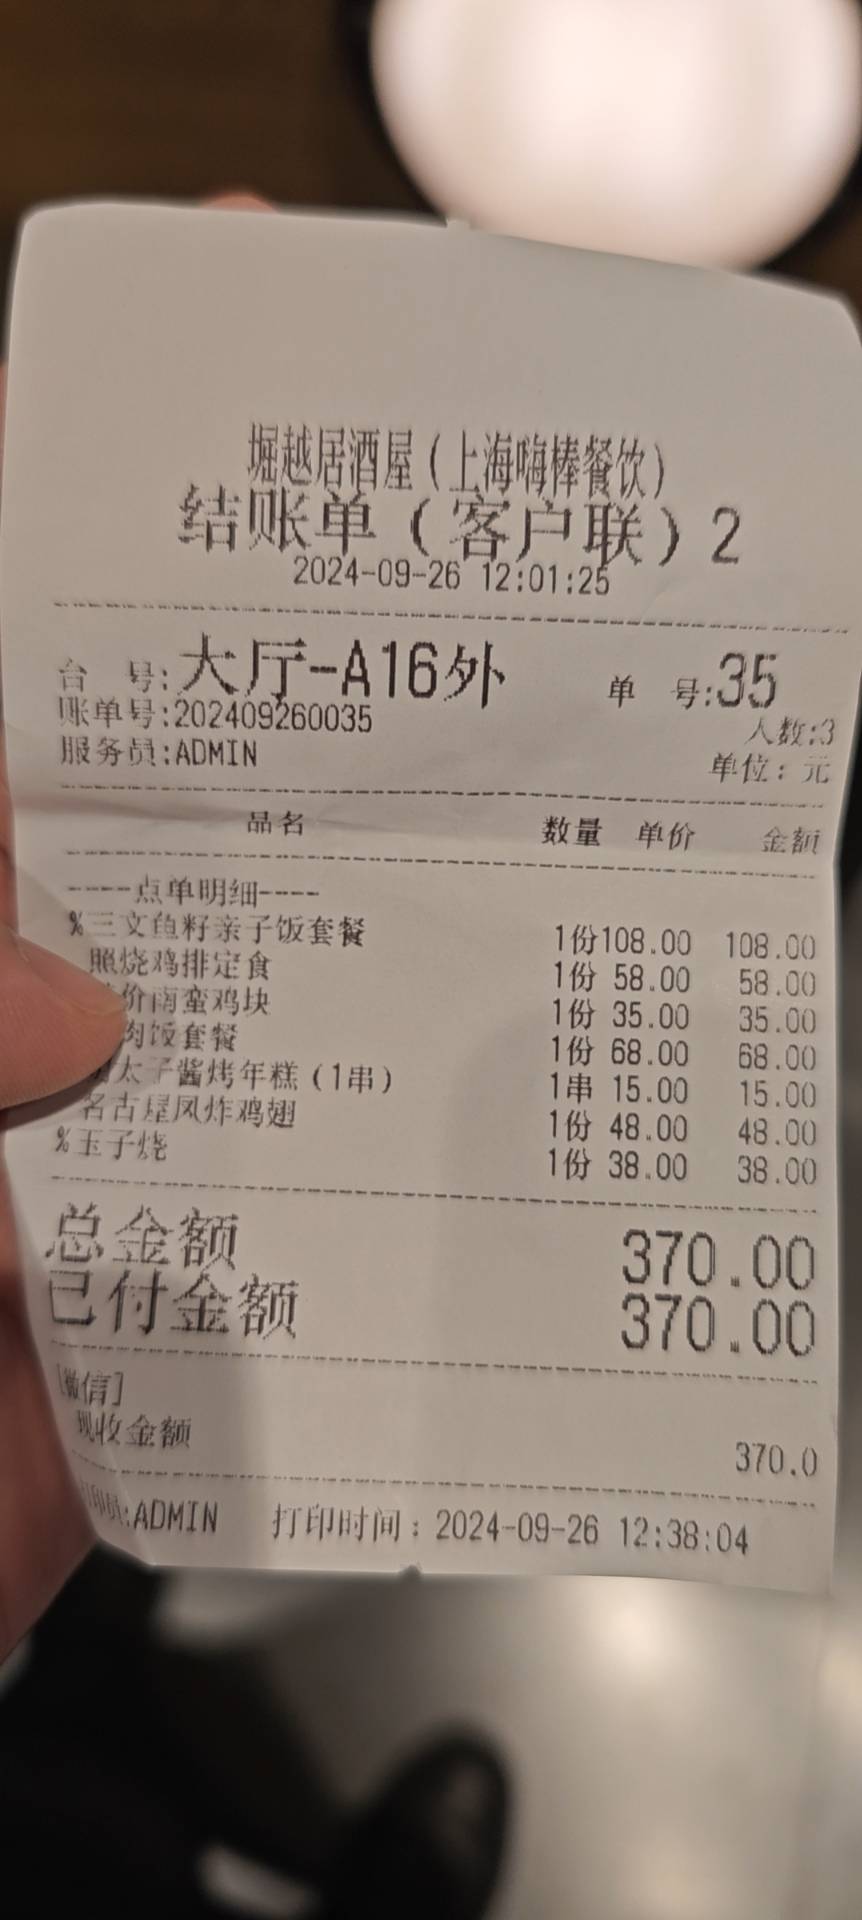 堀越居酒屋(上海嗨棒餐饮)
结账单(客户联)2
2024-09-26 12:01:25
台 号:大厅-A16外 单 号:35
账单号:202409260035 人数:3
服务员:ADMIN 单位:元
品名 数量 单价 金额
----点单明细----
%三文鱼籽亲子饭套餐 1份108.00 108.00
照烧鸡排定食 1份 58.00 58.00
价南蛮鸡块 1份 35.00 35.00
肉饭套餐 1份 68.00 68.00
太子酱烤年糕(1串) 1串 15.00 15.00
名古屋风炸鸡翅 1份 48.00 48.00
%玉子烧 1份 38.00 38.00
总金额 370.00
已付金额 370.00
[微信]
现收金额 370.0
打印员:ADMIN 打印时间:2024-09-26 12:38:04